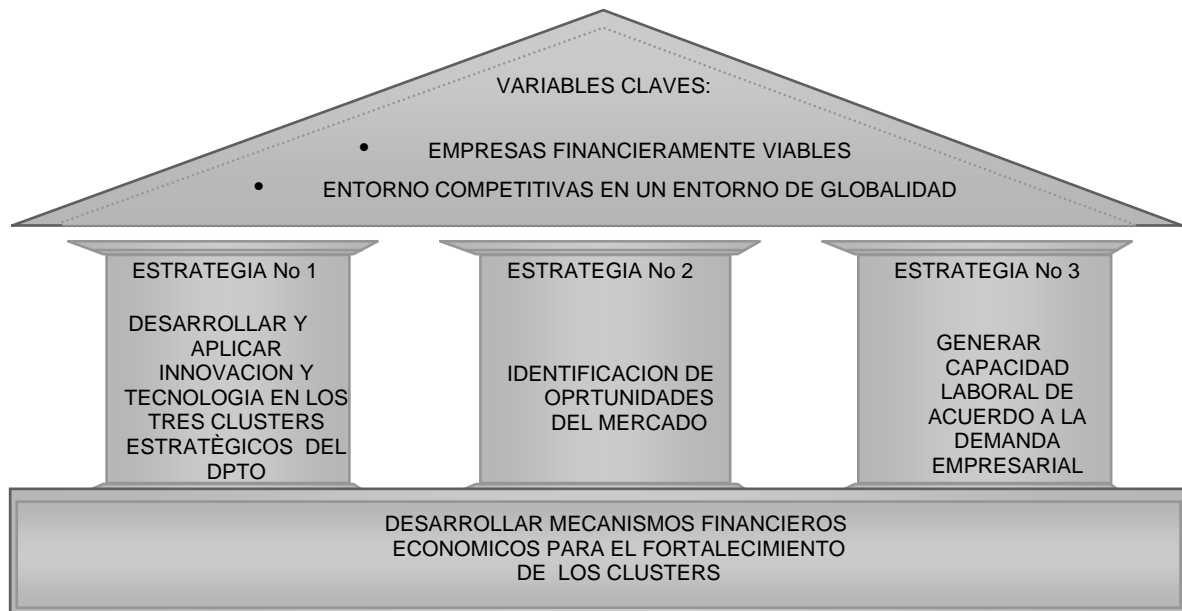 VARIABLES CLAVES:
• EMPRESAS FINANCIERAMENTE VIABLES
• ENTORNO COMPETITIVAS EN UN ENTORNO DE GLOBALIDAD
ESTRATEGIA No 1
DESARROLLAR Y
APLICAR
INNOVACION Y
TECNOLOGIA EN LOS
TRES CLUSTERS
ESTRATÈGICOS DEL
DPTO
ESTRATEGIA No 2
IDENTIFICACION DE
OPRTUNIDADES
DEL MERCADO
ESTRATEGIA No 3
GENERAR
CAPACIDAD
LABORAL DE
ACUERDO A LA
DEMANDA
EMPRESARIAL
DESARROLLAR MECANISMOS FINANCIEROS
ECONOMICOS PARA EL FORTALECIMIENTO
DE LOS CLUSTERS